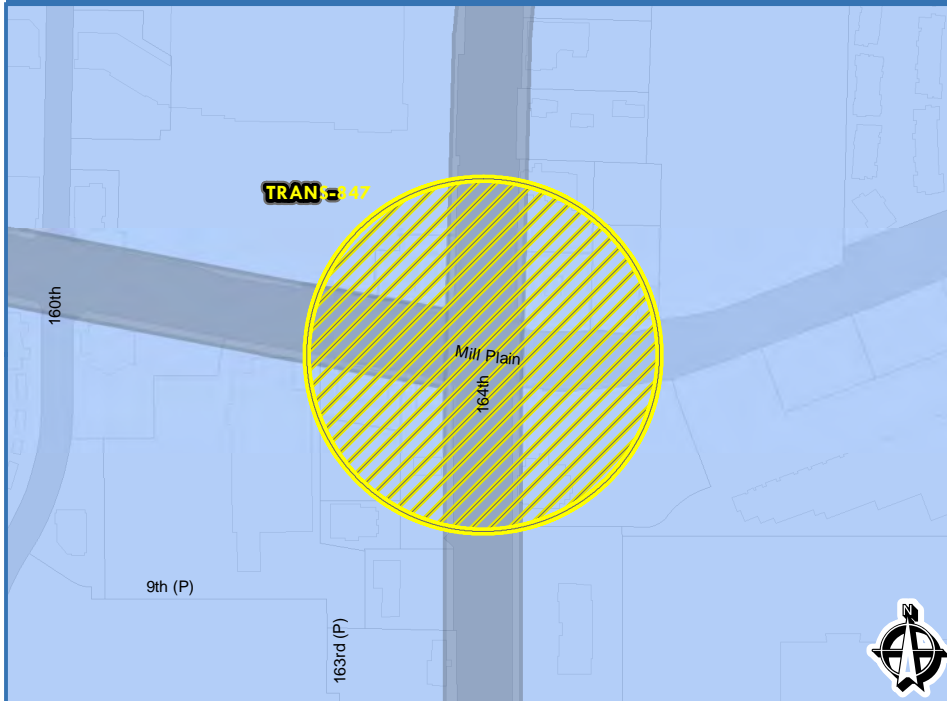 TRANS-847
160th
Mill Plain
164th
9th (P)
163rd (P)
N